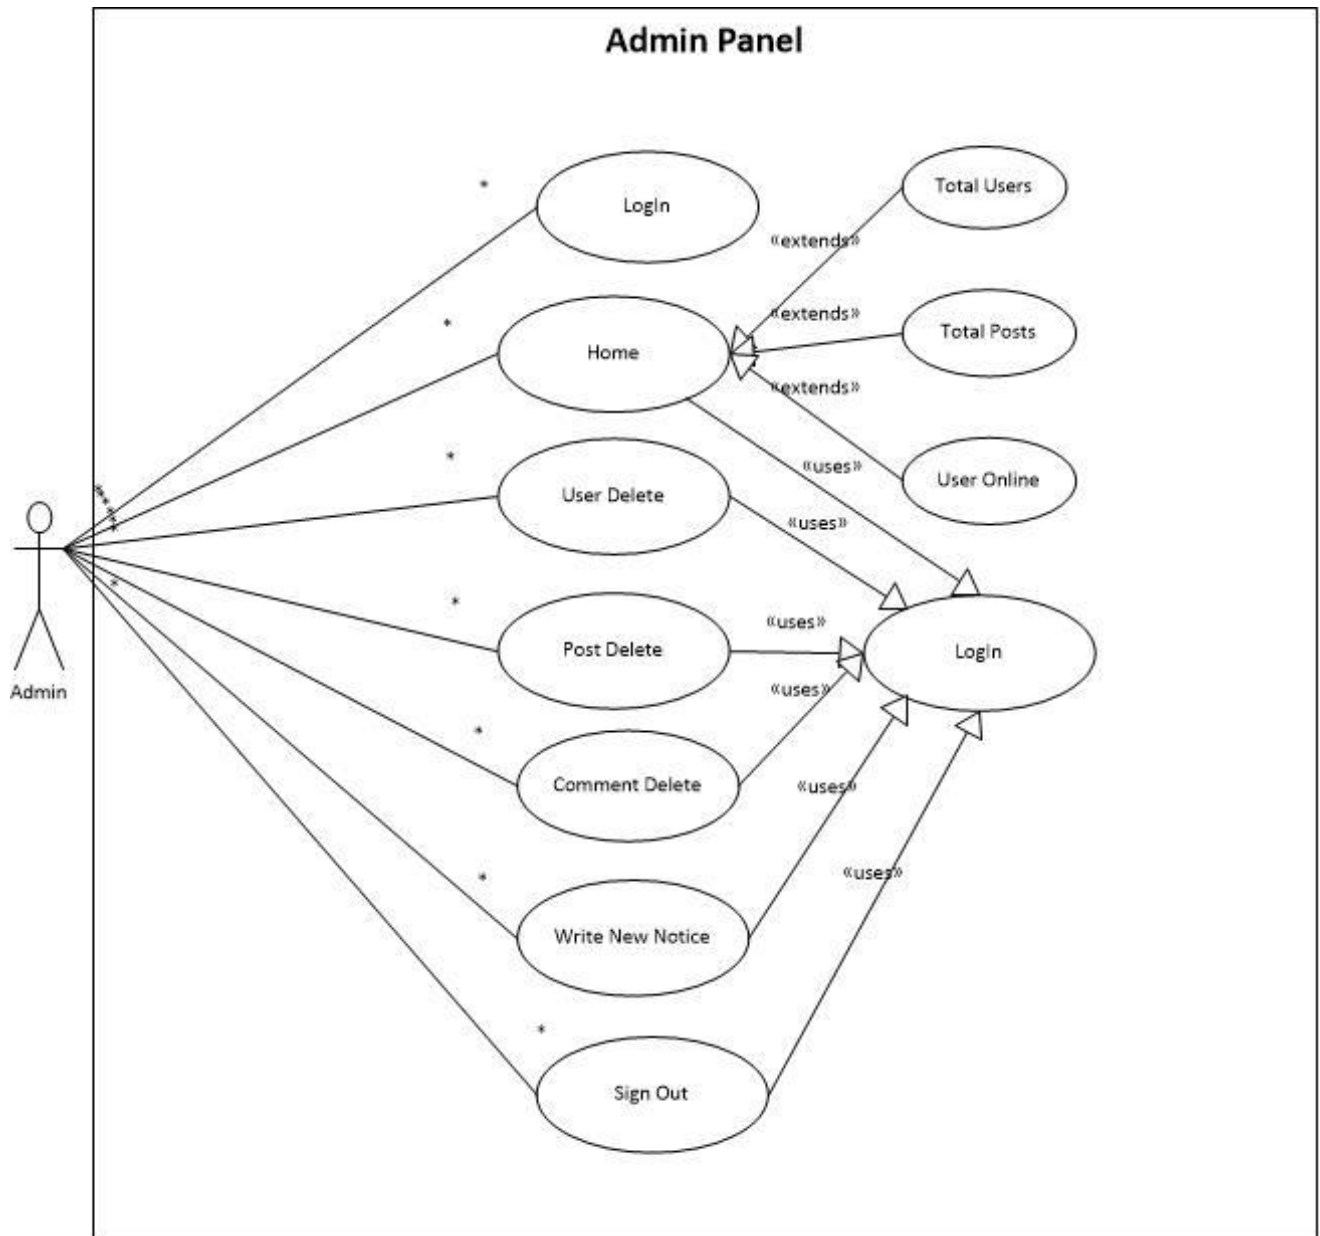 Admin Panel
*
LogIn
Total Users
«extends»
*
Home
«extends»
Total Posts
«extends»
*
User Delete
«uses»
User Online
«uses»
*
*
Post Delete
«uses»
LogIn
Admin
«uses»
*
Comment Delete
«uses»
*
Write New Notice
«uses»
*
Sign Out